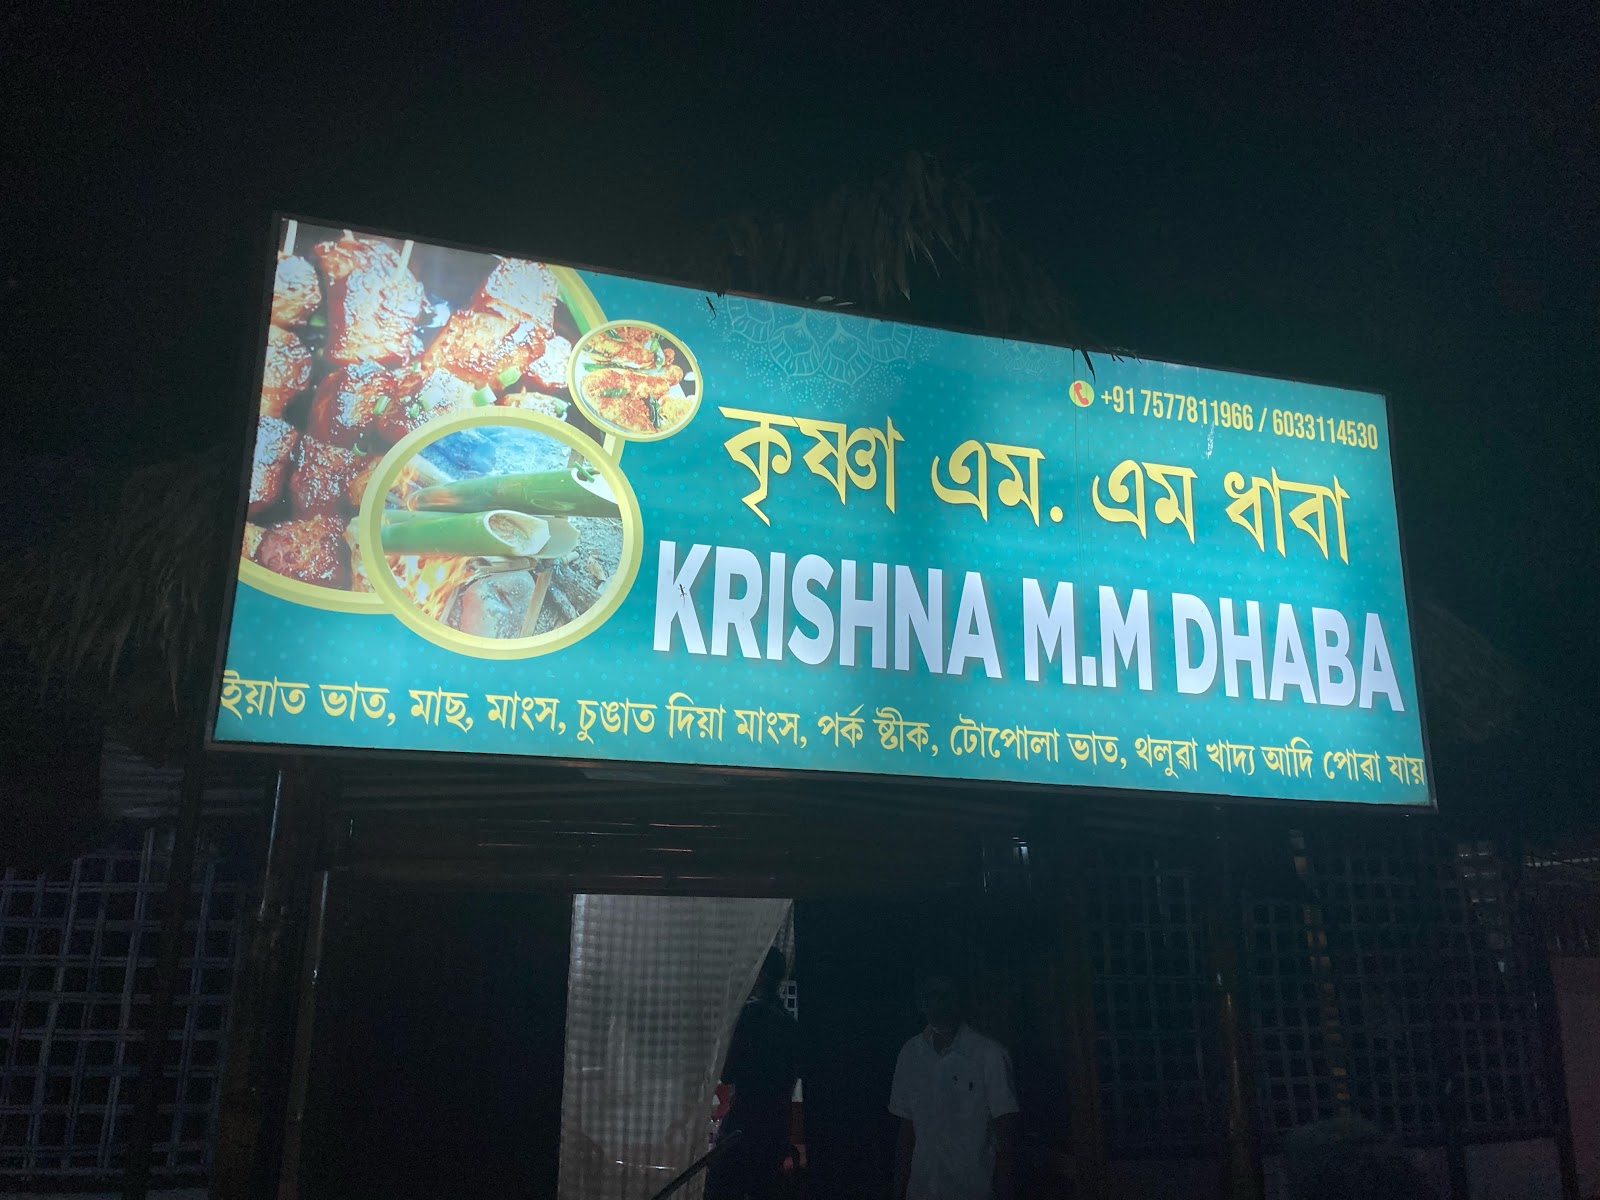 +91 7577811966 / 6033114530
কৃষ্ণা এম. এম ধাবা
KRISHNA M.M DHABA
ইয়াত ভাত, মাছ, মাংস, চুঙাত দিয়া মাংস, পৰ্ক ষ্টীক, টোপোলা ভাত, থলুৱা খাদ্য আদি পোৱা যায়